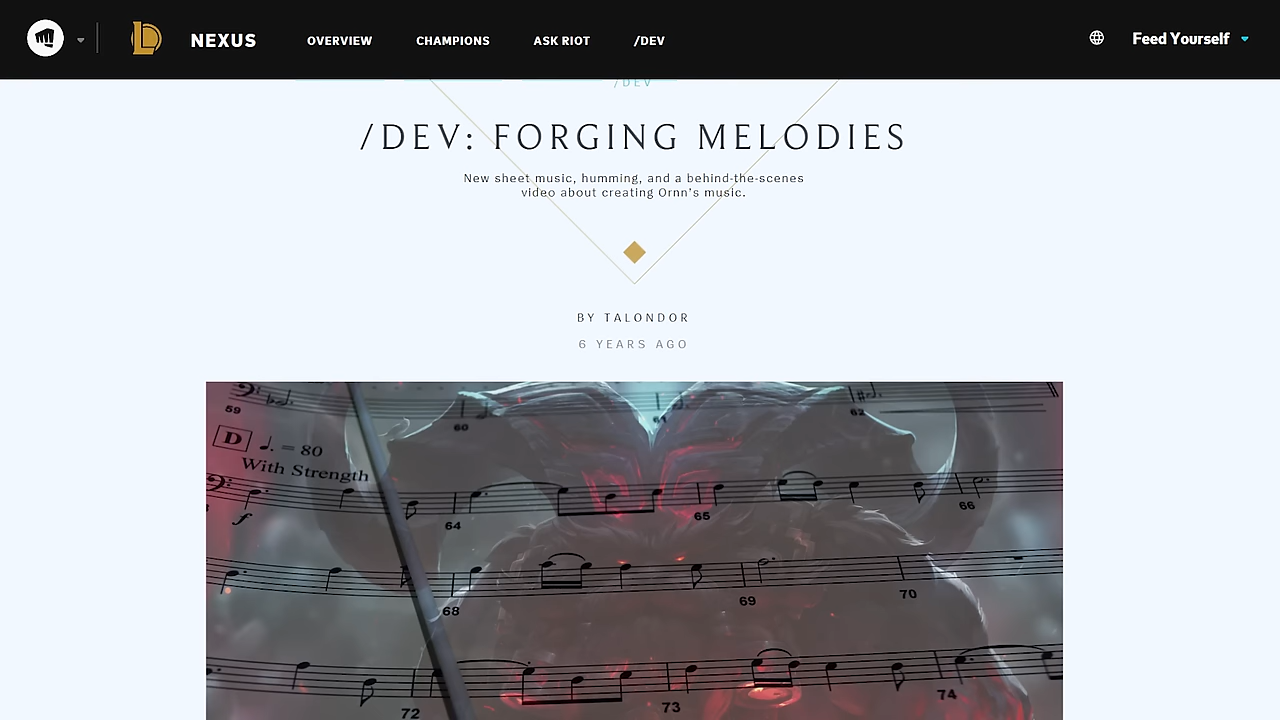 NEXUS OVERVIEW CHAMPIONS ASK RIOT /DEV Feed Yourself
/DEV
/DEV: FORGING MELODIES
New sheet music, humming, and a behind-the-scenes
video about creating Ornn's music.
BY TALONDOR
6 YEARS AGO
59 60 61 62
D ♩. = 80
With Strength
f 64 65 66
68 69 70
72 73 74